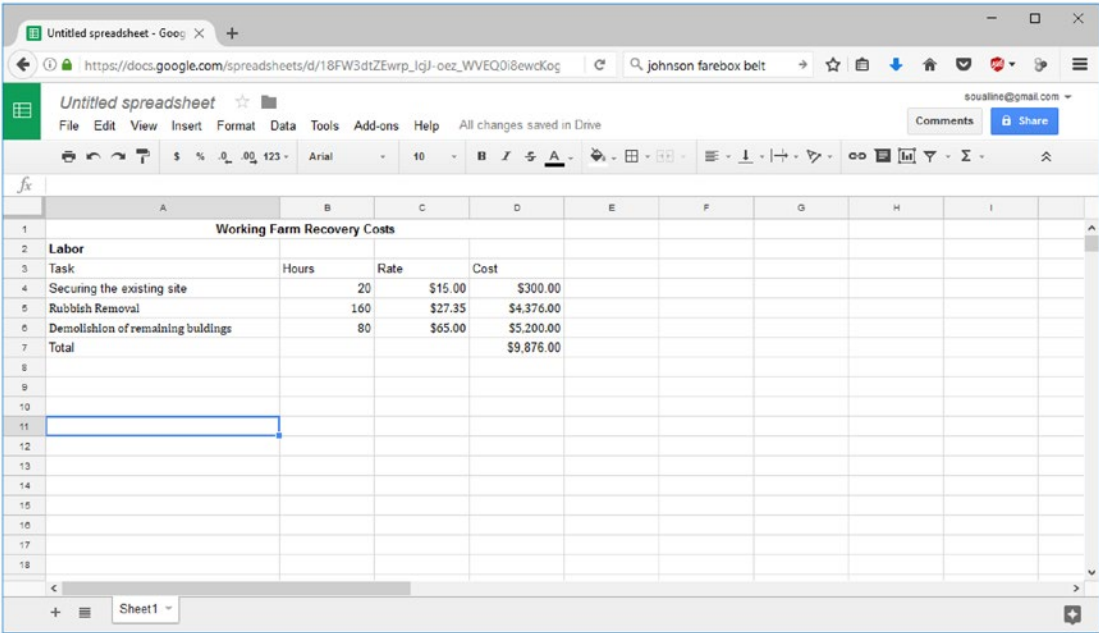 Untitled spreadsheet - Goog
https://docs.google.com/spreadsheets/d/18FW3dtZEwrp_IgJ-oez_WVEQ0i8ewcKog
johnson farebox belt
Untitled spreadsheet
soualine@gmail.com
File Edit View Insert Format Data Tools Add-ons Help All changes saved in Drive
Comments Share
$ % .0 .00 123 Arial 10 B I S A Σ
fx
A B C D E F G H I
1 Working Farm Recovery Costs
2 Labor
3 Task Hours Rate Cost
4 Securing the existing site 20 $15.00 $300.00
5 Rubbish Removal 160 $27.35 $4,376.00
6 Demolishion of remaining buldings 80 $65.00 $5,200.00
7 Total $9,876.00
8
9
10
11
12
13
14
15
16
17
18
Sheet1